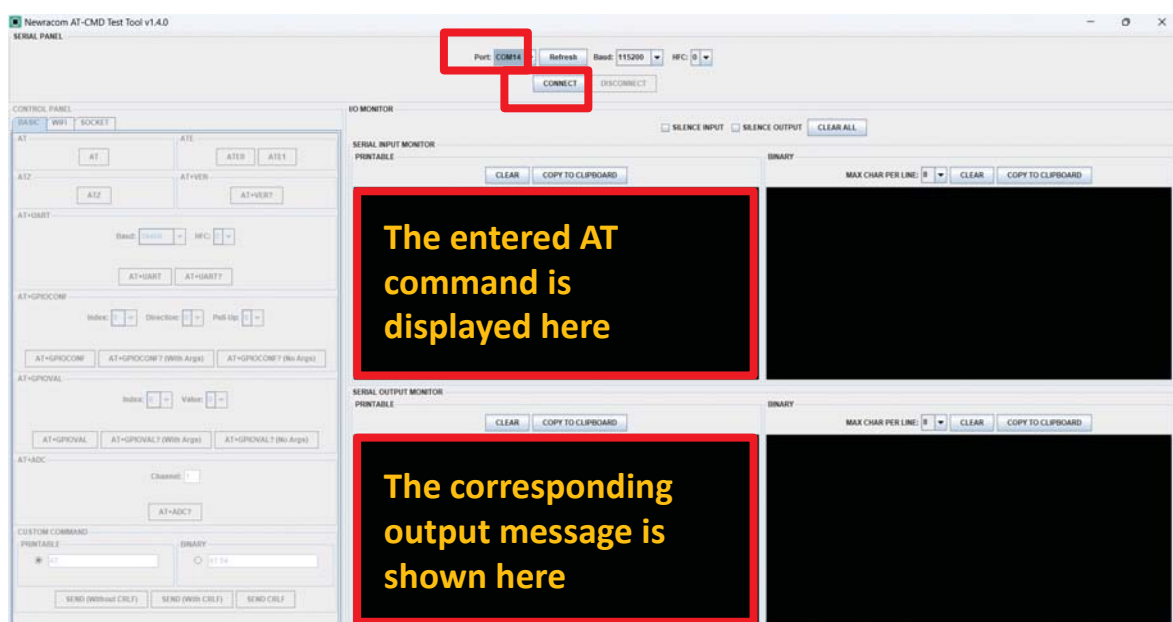 Newracom AT-CMD Test Tool v1.4.0
SERIAL PANEL
Port: COM14 Refresh Baud: 115200 HFC: 0
CONNECT DISCONNECT
CONTROL PANEL
BASIC WIFI SOCKET
AT ATE
AT ATE0 ATE1
ATZ AT+VER
ATZ AT+VER?
AT+UART
Baud: HFC: 0
AT+UART AT+UART?
AT+GPIOCONF
Index: 0 Direction: 0 Pull-Up: 0
AT+GPIOCONF AT+GPIOCONF? (With Args) AT+GPIOCONF? (No Args)
AT+GPIOVAL
Index: 0 Value: 0
AT+GPIOVAL AT+GPIOVAL? (With Args) AT+GPIOVAL? (No Args)
AT+ADC
Channel:
AT+ADC?
CUSTOM COMMAND
PRINTABLE BINARY
AT
SEND (Without CRLF) SEND (With CRLF) SEND CRLF
I/O MONITOR
SILENCE INPUT SILENCE OUTPUT CLEAR ALL
SERIAL INPUT MONITOR
PRINTABLE BINARY
CLEAR COPY TO CLIPBOARD MAX CHAR PER LINE: 8 CLEAR COPY TO CLIPBOARD
The entered AT
command is
displayed here
SERIAL OUTPUT MONITOR
PRINTABLE BINARY
CLEAR COPY TO CLIPBOARD MAX CHAR PER LINE: 8 CLEAR COPY TO CLIPBOARD
The corresponding
output message is
shown here